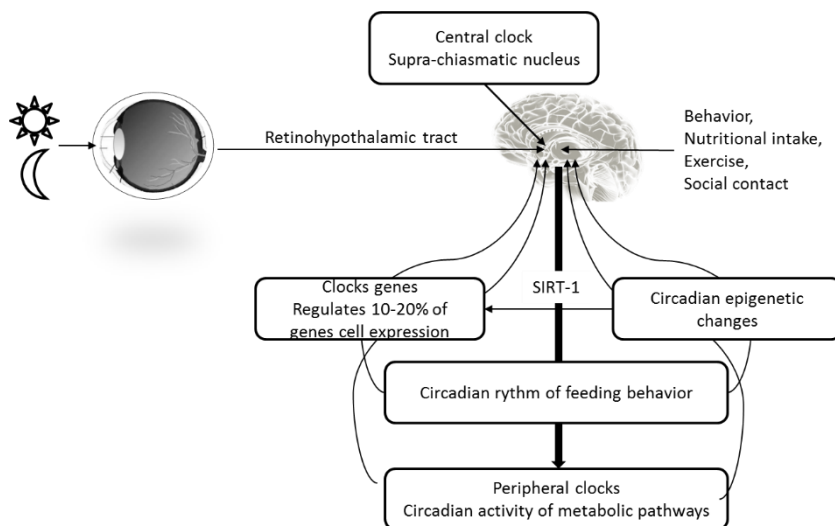 Central clock
Supra-chiasmatic nucleus
Retinohypothalamic tract
Behavior,
Nutritional intake,
Exercise,
Social contact
Clocks genes
Regulates 10-20% of
genes cell expression
SIRT-1
Circadian epigenetic
changes
Circadian rythm of feeding behavior
Peripheral clocks
Circadian activity of metabolic pathways